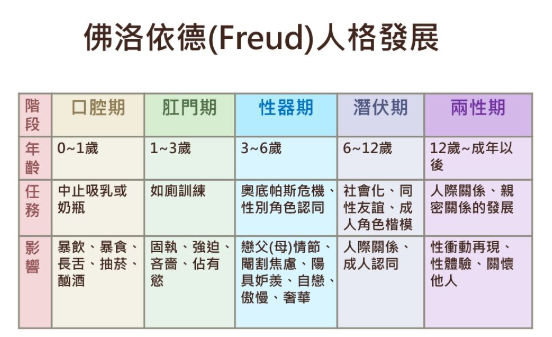 佛洛依德(Freud)人格發展
階段 口腔期 肛門期 性器期 潛伏期 兩性期
年齡 0~1歲 1~3歲 3~6歲 6~12歲 12歲~成年以後
任務 中止吸乳或奶瓶 如廁訓練 奧底帕斯危機、性別角色認同 社會化、同性友誼、成人角色楷模 人際關係、親密關係的發展
影響 暴飲、暴食、長舌、抽菸、酗酒 固執、強迫、吝嗇、佔有慾 戀父(母)情節、閹割焦慮、陽具妒羨、自戀、傲慢、奢華 人際關係、成人認同 性衝動再現、性體驗、關懷他人